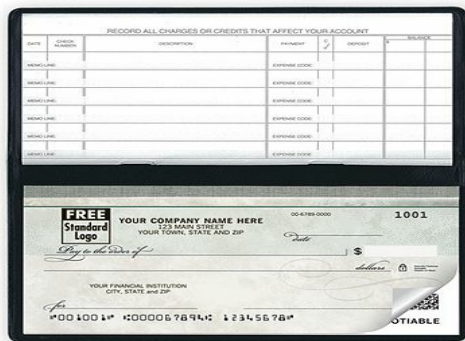 RECORD ALL CHARGES OR CREDITS THAT AFFECT YOUR ACCOUNT
DATE CHECK NUMBER DESCRIPTION PAYMENT DEPOSIT $ BALANCE
MEMO LINE: EXPENSE CODE:
MEMO LINE: EXPENSE CODE:
MEMO LINE: EXPENSE CODE:
MEMO LINE: EXPENSE CODE:
MEMO LINE: EXPENSE CODE:
MEMO LINE: EXPENSE CODE:
FREE
Standard
Logo
YOUR COMPANY NAME HERE
123 MAIN STREET
YOUR TOWN, STATE AND ZIP
00-6789-0000
1001
Date
Pay to the order of
$
dollars
YOUR FINANCIAL INSTITUTION
CITY, STATE and ZIP
for
⑈001001⑈ ⑆000067894⑆ 12345678⑈
OTIABLE